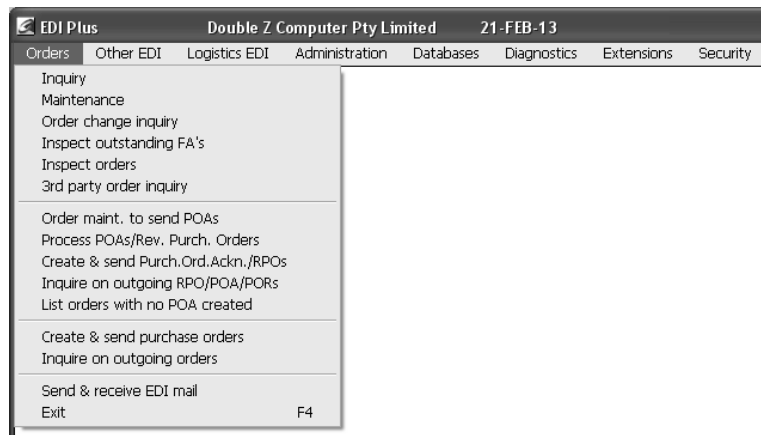 EDI Plus Double Z Computer Pty Limited 21-FEB-13
Orders Other EDI Logistics EDI Administration Databases Diagnostics Extensions Security
Inquiry
Maintenance
Order change inquiry
Inspect outstanding FA's
Inspect orders
3rd party order inquiry
Order maint. to send POAs
Process POAs/Rev. Purch. Orders
Create & send Purch.Ord.Ackn./RPOs
Inquire on outgoing RPO/POA/PORs
List orders with no POA created
Create & send purchase orders
Inquire on outgoing orders
Send & receive EDI mail
Exit F4